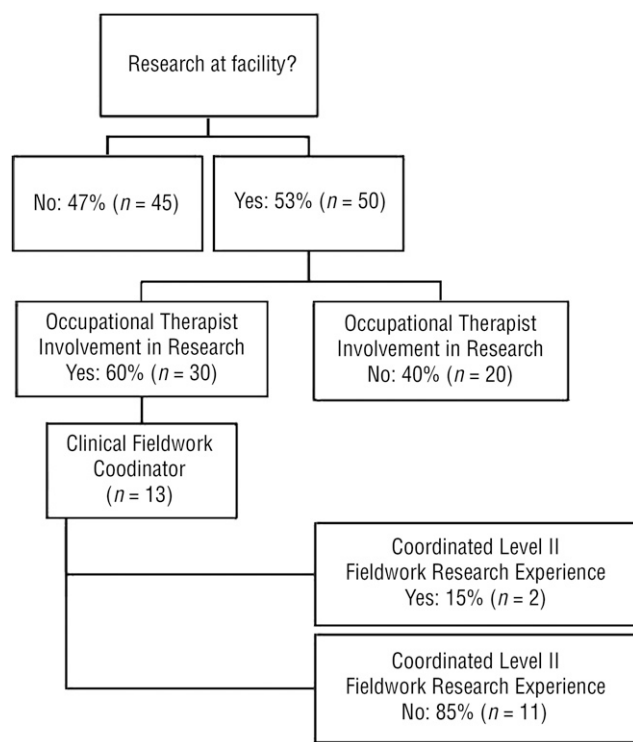 Research at facility?
No: 47% (n = 45)
Yes: 53% (n = 50)
Occupational Therapist
Involvement in Research
Yes: 60% (n = 30)
Occupational Therapist
Involvement in Research
No: 40% (n = 20)
Clinical Fieldwork
Coodinator
(n = 13)
Coordinated Level II
Fieldwork Research Experience
Yes: 15% (n = 2)
Coordinated Level II
Fieldwork Research Experience
No: 85% (n = 11)